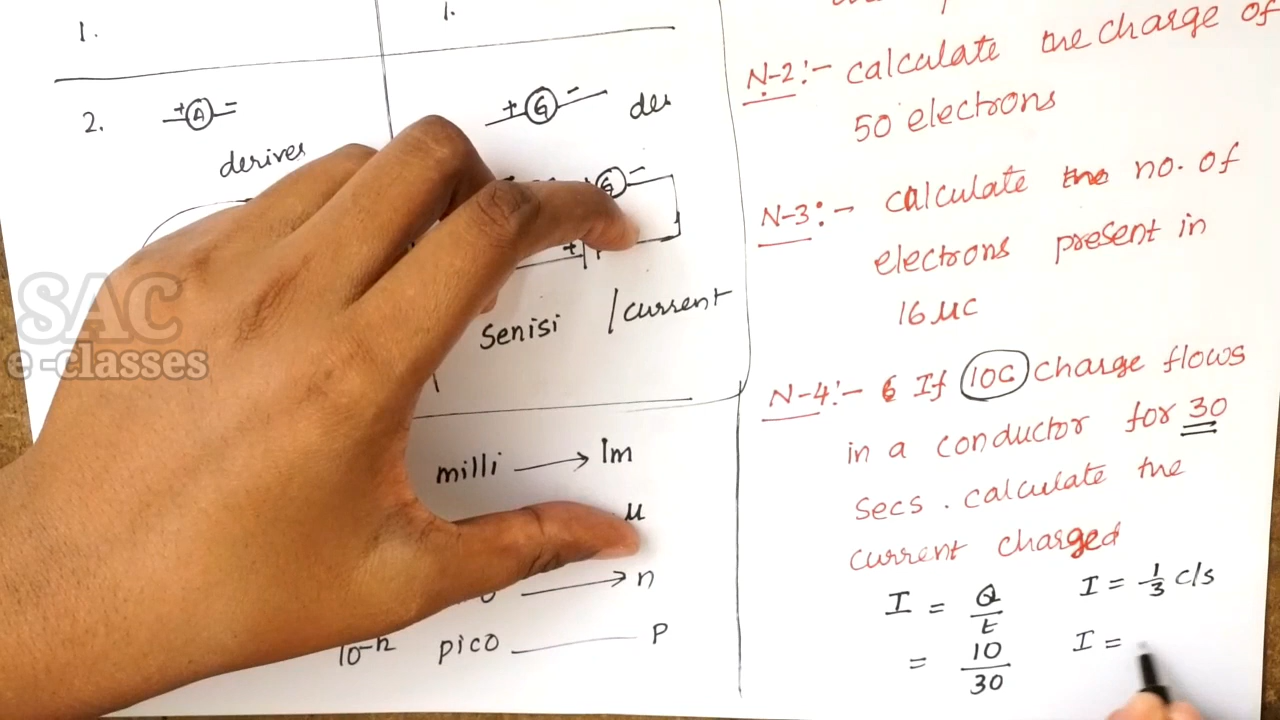 1.
1.
2.
+ A -
+ G - des
derives
G -
+
Senisi / current
milli → 1m
μ
→ n
10-12 pico P
N-2:- calculate the charge of
50 electrons
N-3:- calculate the no. of
electrons present in
16 μC
N-4:- If 10C charge flows
in a conductor for 30
secs. calculate the
current charged
I = Q/t
= 10/30
I = 1/3 c/s
I =
SAC
e-classes